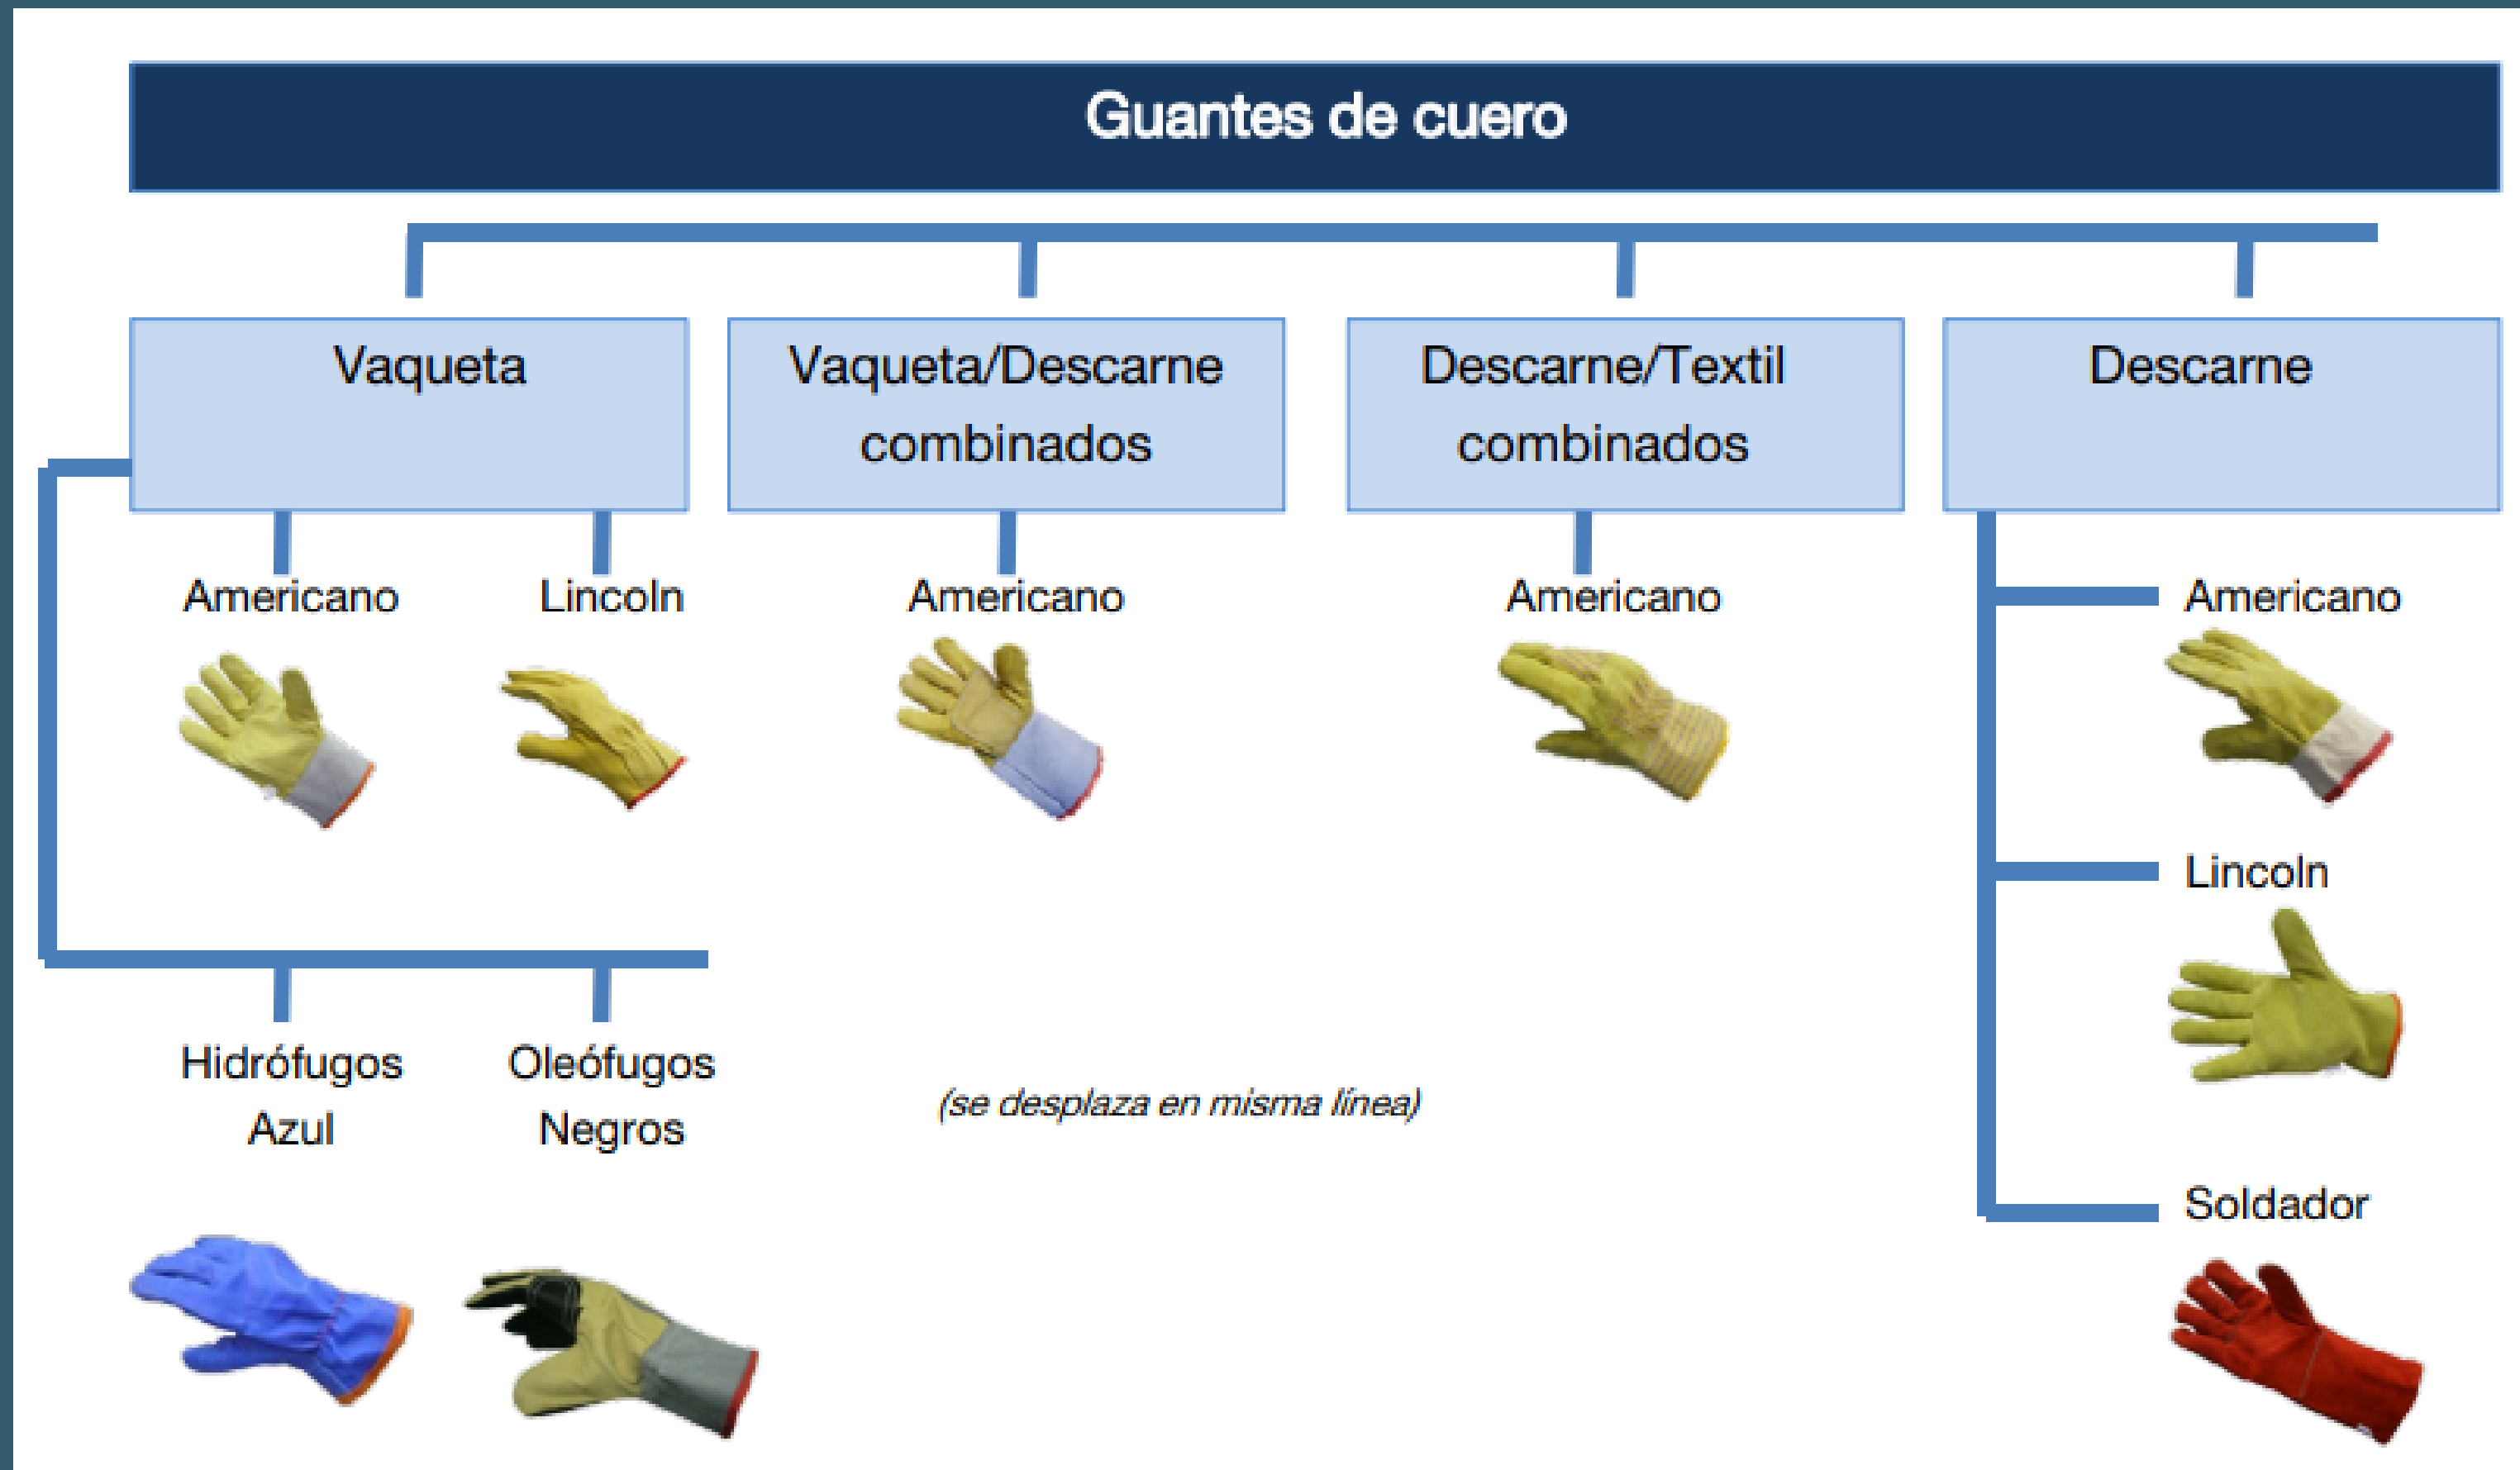 Guantes de cuero
Vaqueta
Vaqueta/Descarne
combinados
Descarne/Textil
combinados
Descarne
Americano
Lincoln
Americano
Americano
Americano
Lincoln
Hidrófugos
Azul
Oleófugos
Negros
(se desplaza en misma línea)
Soldador